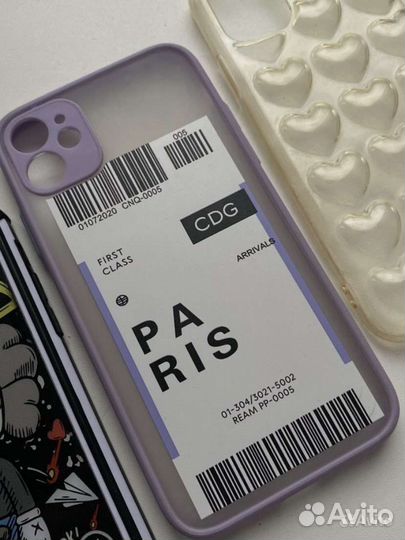 005
01072020 CNQ-0005
CDG
FIRST
CLASS
ARRIVALS
PA
RIS
01-304/3021-5002
REAM PP-0005
Avito